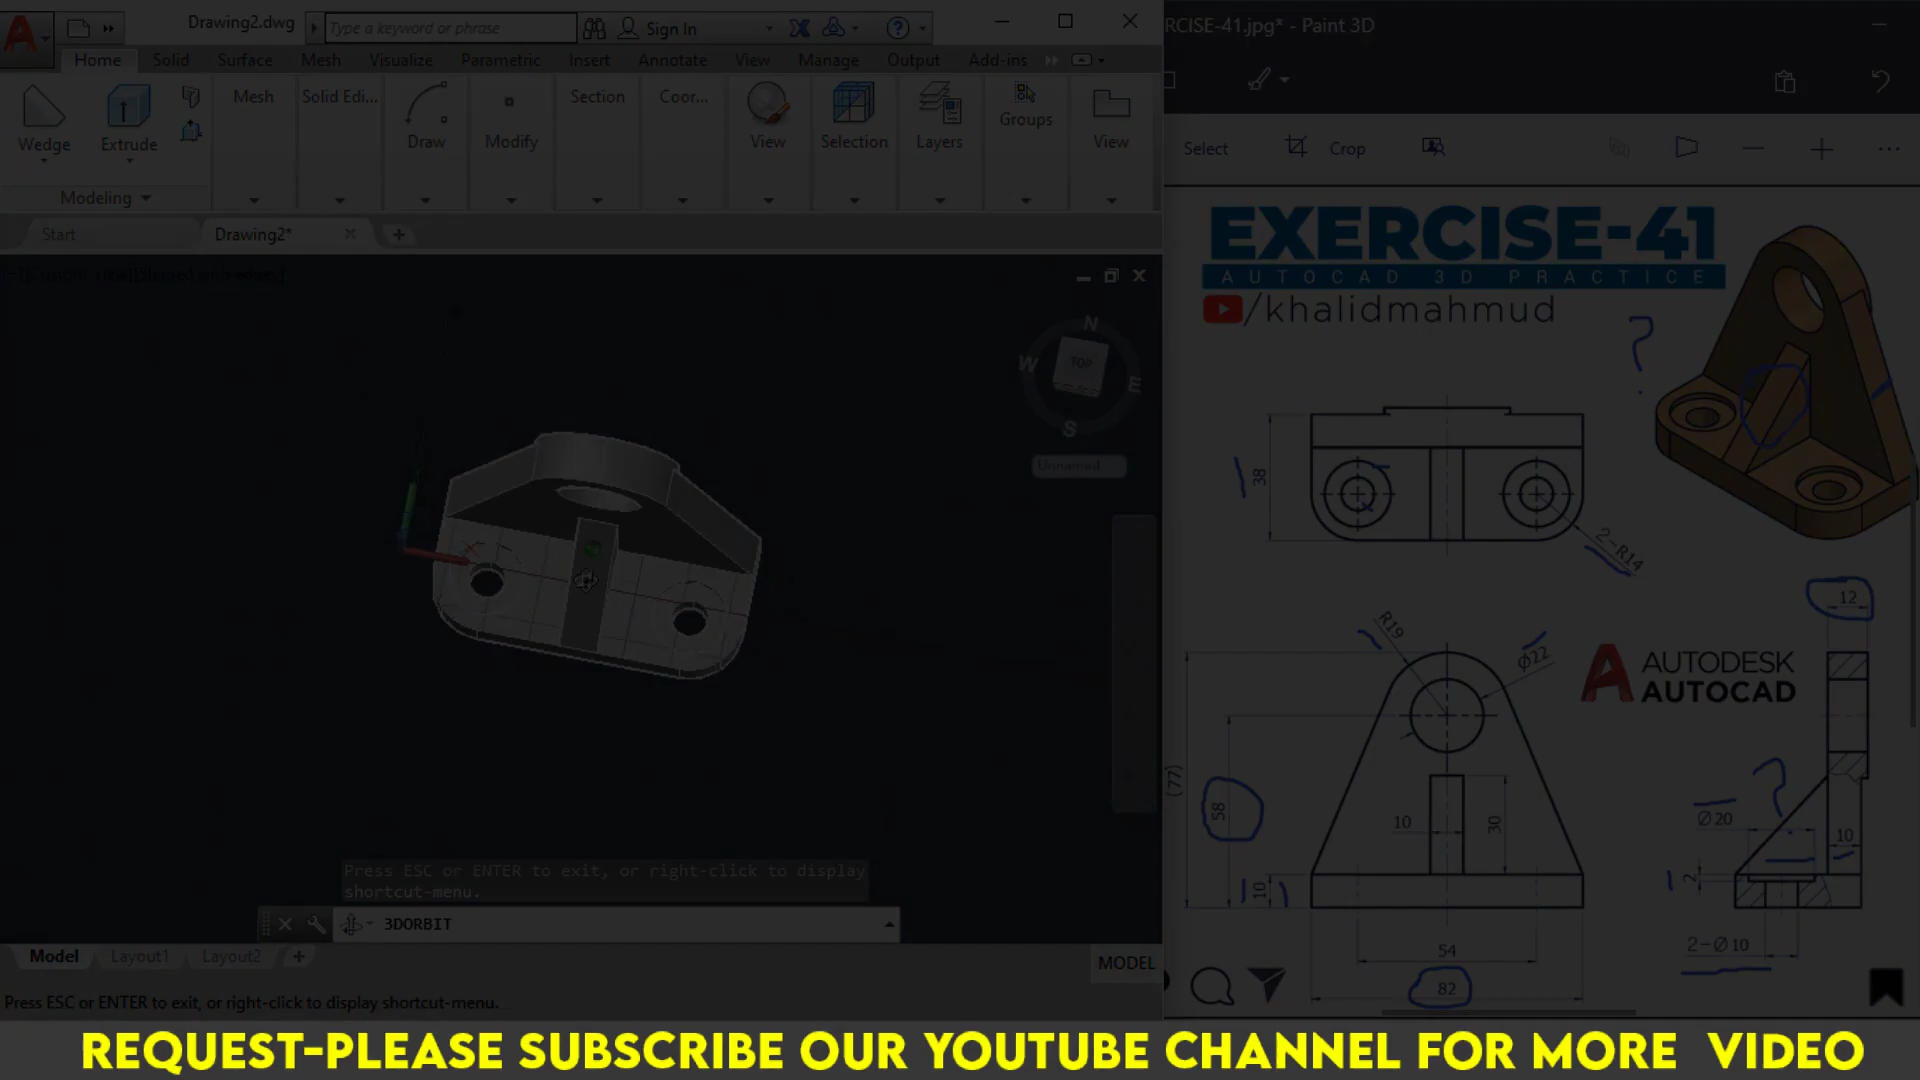 Drawing2.dwg
Type a keyword or phrase
Sign In
Home Solid Surface Mesh Visualize Parametric Insert Annotate View Manage Output Add-ins
Wedge
Extrude
Mesh
Solid Edi...
Draw
Modify
Section
Coor...
View
Selection
Layers
Groups
View
Modeling
Start
Drawing2*
N
W
TOP
E
S
Unnamed
Press ESC or ENTER to exit, or right-click to display
shortcut-menu.
3DORBIT
Model Layout1 Layout2 +
MODEL
Press ESC or ENTER to exit, or right-click to display shortcut-menu.
RCISE-41.jpg* - Paint 3D
Select
Crop
EXERCISE-41
AUTOCAD 3D PRACTICE
/khalidmahmud
?
38
2-R14
12
R19
Ø22
AUTODESK
AUTOCAD
(77)
58
10
30
10
?
Ø 20
10
2
54
82
2-Ø 10
REQUEST-PLEASE SUBSCRIBE OUR YOUTUBE CHANNEL FOR MORE VIDEO